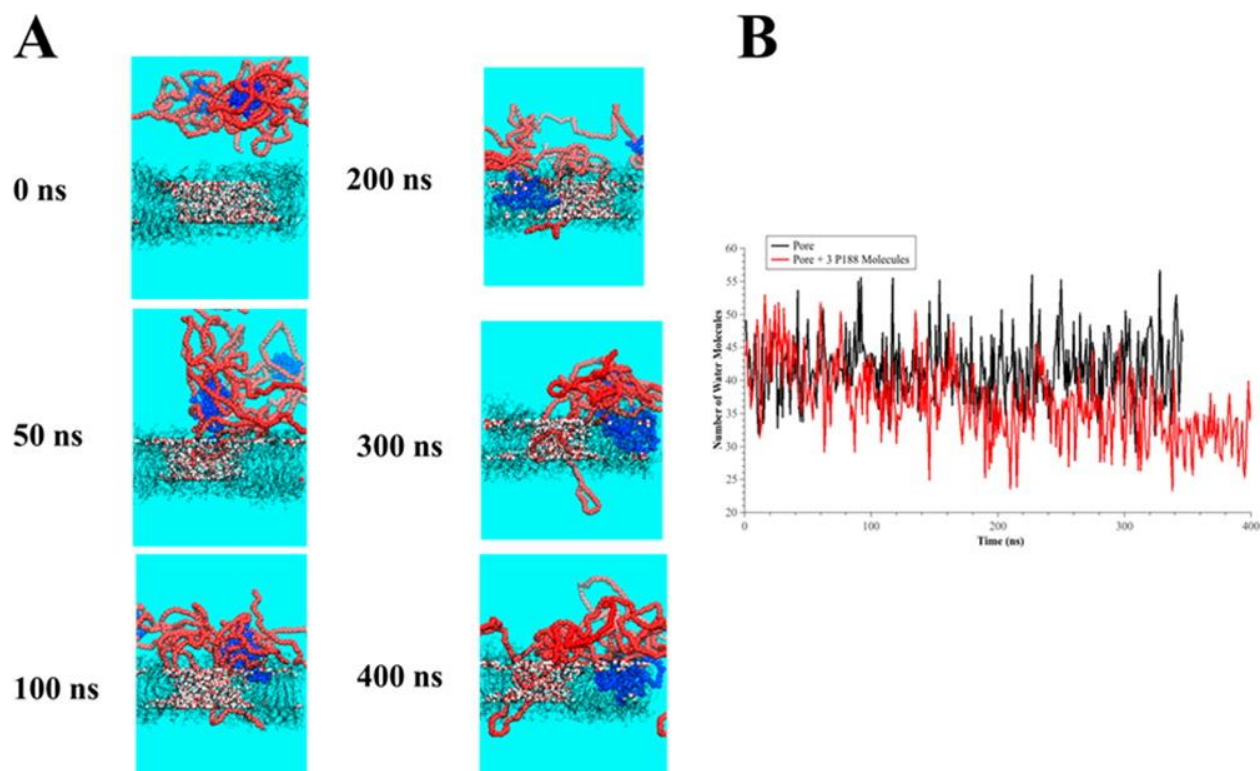 A
B
0 ns
200 ns
50 ns
300 ns
100 ns
400 ns
Pore
Pore + 3 P188 Molecules
Number of Water Molecules
60
55
50
45
40
35
30
25
20
0
100
200
300
400
Time (ns)